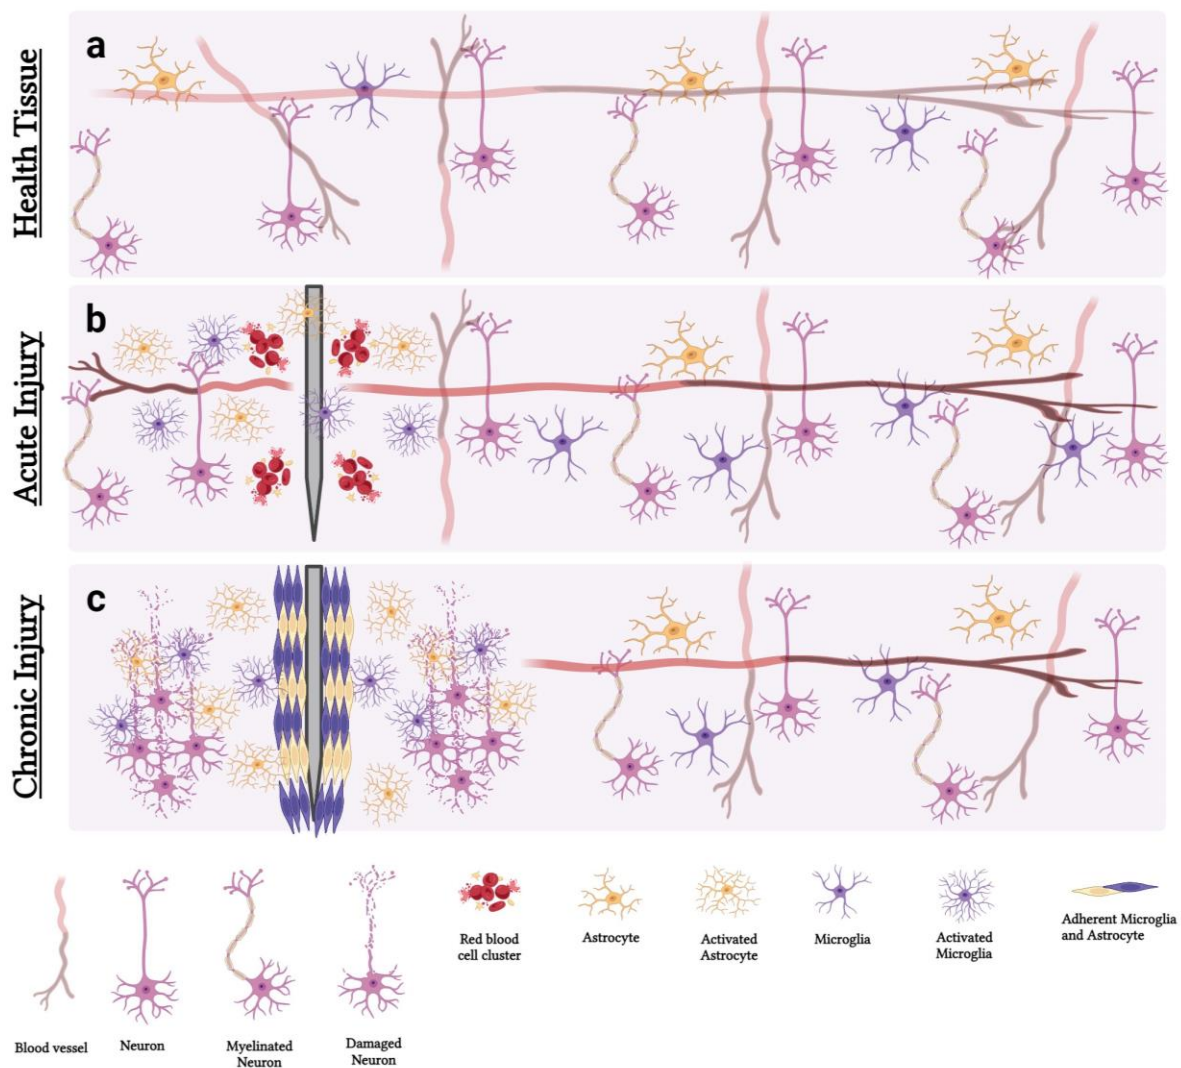 Health Tissue
a
Acute Injury
b
Chronic Injury
c
Blood vessel
Neuron
Myelinated
Neuron
Damaged
Neuron
Red blood
cell cluster
Astrocyte
Activated
Astrocyte
Microglia
Activated
Microglia
Adherent Microglia
and Astrocyte